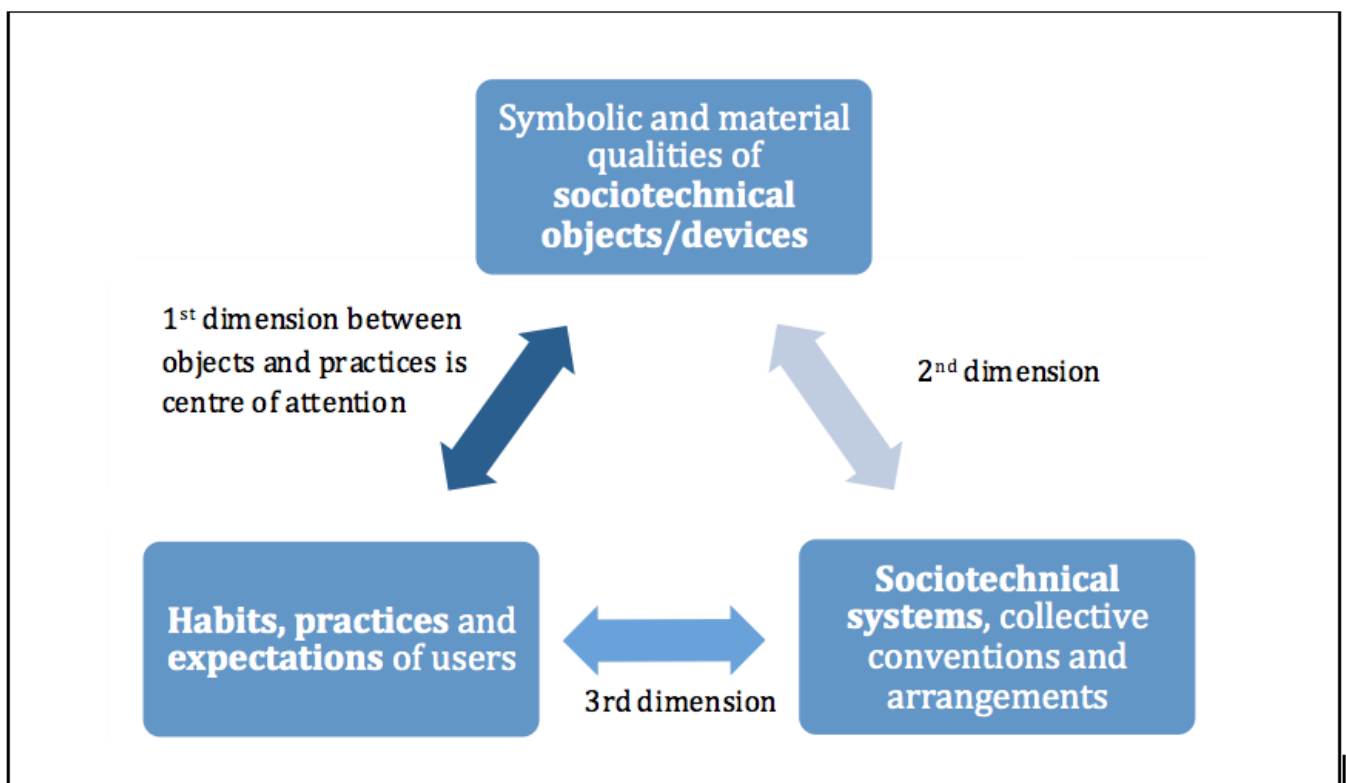 Symbolic and material
qualities of
sociotechnical
objects/devices
1st dimension between
objects and practices is
centre of attention
2nd dimension
Habits, practices and
expectations of users
3rd dimension
Sociotechnical
systems, collective
conventions and
arrangements